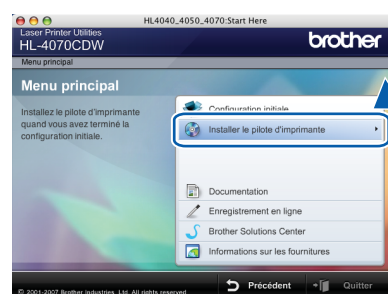 HL4040_4050_4070:Start Here
Laser Printer Utilities
HL-4070CDW
brother
Menu principal
Menu principal
Installez le pilote d'imprimante
quand vous avez terminé la
configuration initiale.
Configuration initiale
Installer le pilote d'imprimante
Documentation
Enregistrement en ligne
Brother Solutions Center
Informations sur les fournitures
© 2001-2007 Brother Industries, Ltd. All rights reserved
Précédent
Quitter